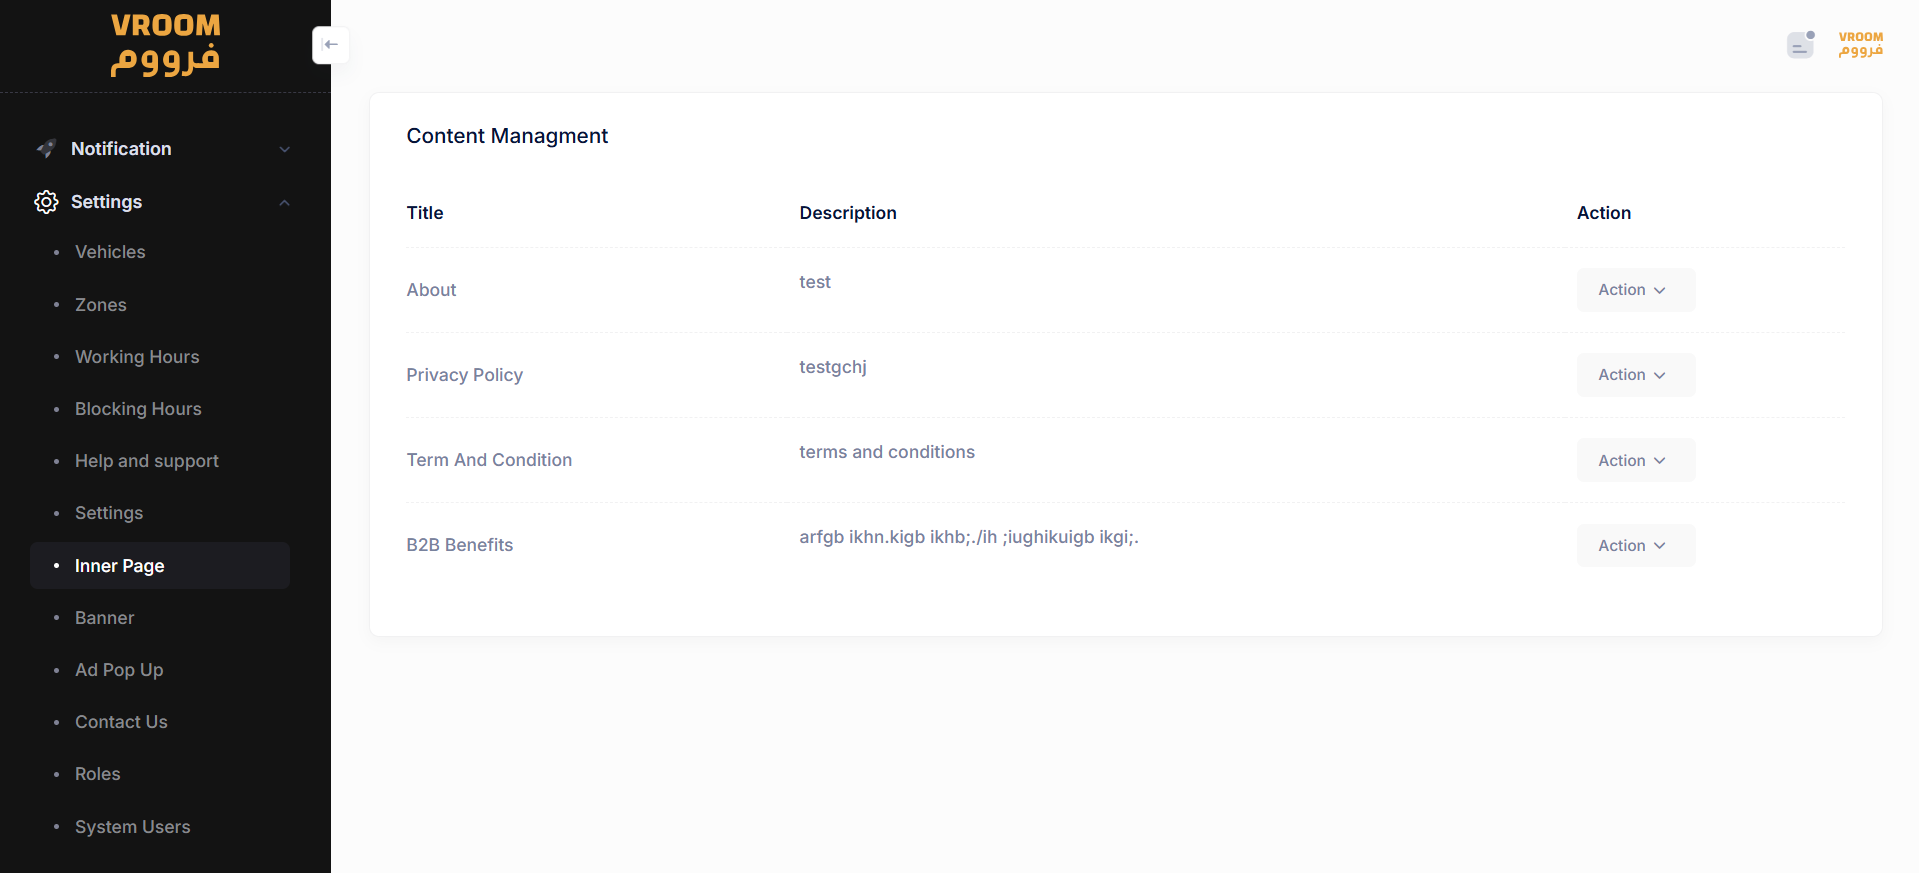 VROOM
فرووم
Notification
Settings
Vehicles
Zones
Working Hours
Blocking Hours
Help and support
Settings
Inner Page
Banner
Ad Pop Up
Contact Us
Roles
System Users
VROOM
فرووم
Content Managment
Title Description Action
About test Action
Privacy Policy testgchj Action
Term And Condition terms and conditions Action
B2B Benefits arfgb ikhn.kigb ikhb;./ih ;iughikuigb ikgi;. Action